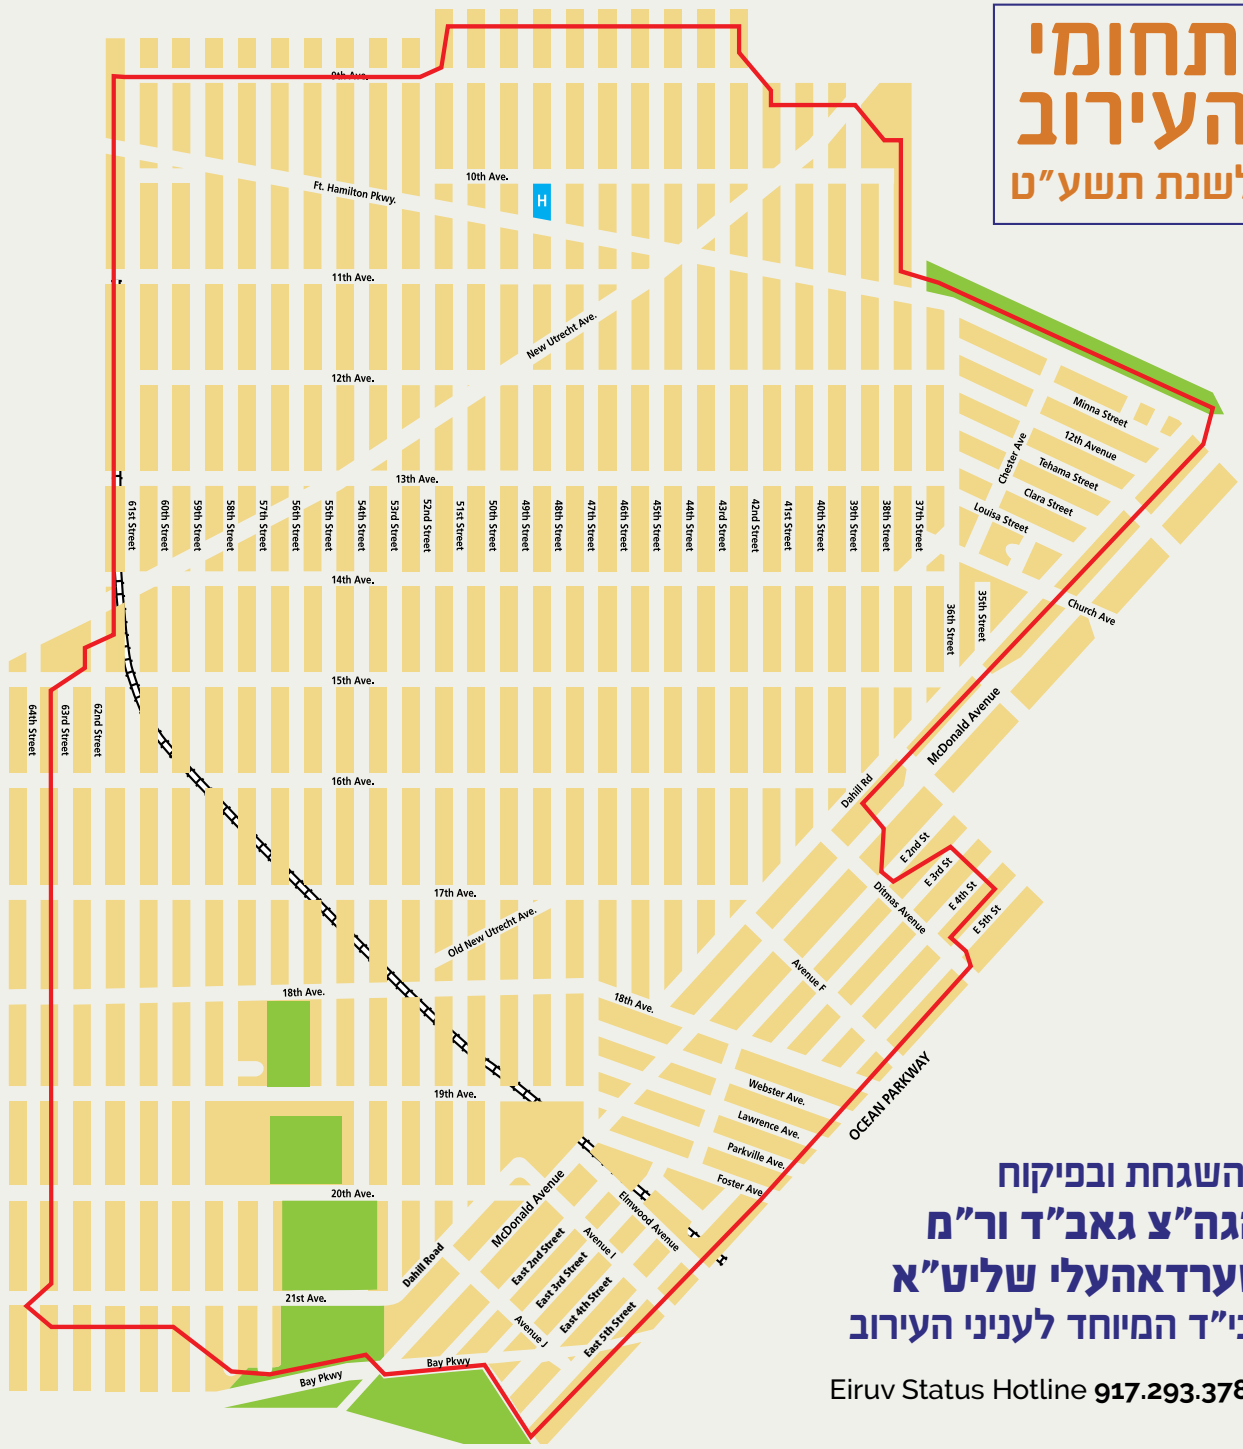 תחומי
העירוב
לשנת תשע״ט
9th Ave.
10th Ave.
Ft. Hamilton Pkwy.
H
11th Ave.
New Utrecht Ave.
12th Ave.
Minna Street
12th Avenue
Chester Ave
Tehama Street
Clara Street
Louisa Street
13th Ave.
61st Street
60th Street
59th Street
58th Street
57th Street
56th Street
55th Street
54th Street
53rd Street
52nd Street
51st Street
50th Street
49th Street
48th Street
47th Street
46th Street
45th Street
44th Street
43rd Street
42nd Street
41st Street
40th Street
39th Street
38th Street
37th Street
14th Ave.
36th Street
35th Street
Church Ave
15th Ave.
64th Street
63rd Street
62nd Street
McDonald Avenue
16th Ave.
Dahill Rd
E 2nd St
E 3rd St
E 4th St
E 5th St
Ditmas Avenue
17th Ave.
Old New Utrecht Ave.
Avenue F
18th Ave.
18th Ave.
OCEAN PARKWAY
19th Ave.
Webster Ave.
Lawrence Ave.
Parkville Ave.
Foster Ave
20th Ave.
McDonald Avenue
Elmwood Avenue
Dahill Road
East 2nd Street
Avenue I
East 3rd Street
East 4th Street
East 5th Street
Avenue J
21st Ave.
Bay Pkwy
Bay Pkwy
השגחת ובפיקוח
הגה״צ גאב״ד ור״מ
ערדאהעלי שליט״א
בי״ד המיוחד לעניני העירוב
Eiruv Status Hotline 917.293.378